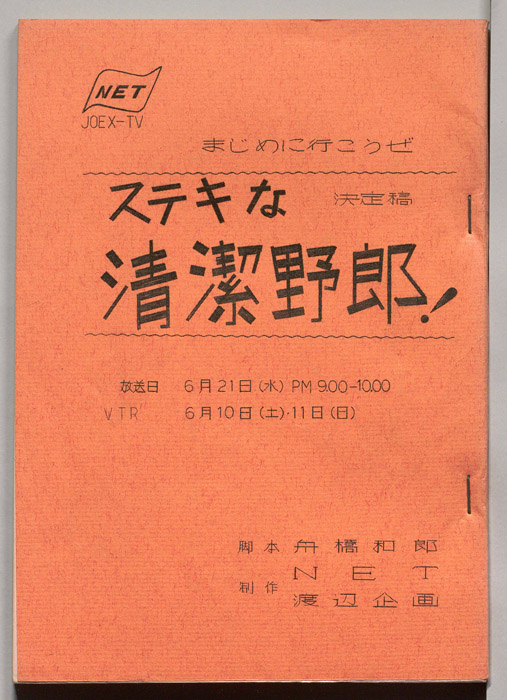 NET
JOEX-TV
まじめに行こうぜ
ステキな 決定稿
清潔野郎!
放送日 6月21日(水) PM 9.00-10.00
VTR 6月10日(土)·11日(日)
脚本 舟橋和郎
制作 NET
渡辺企画